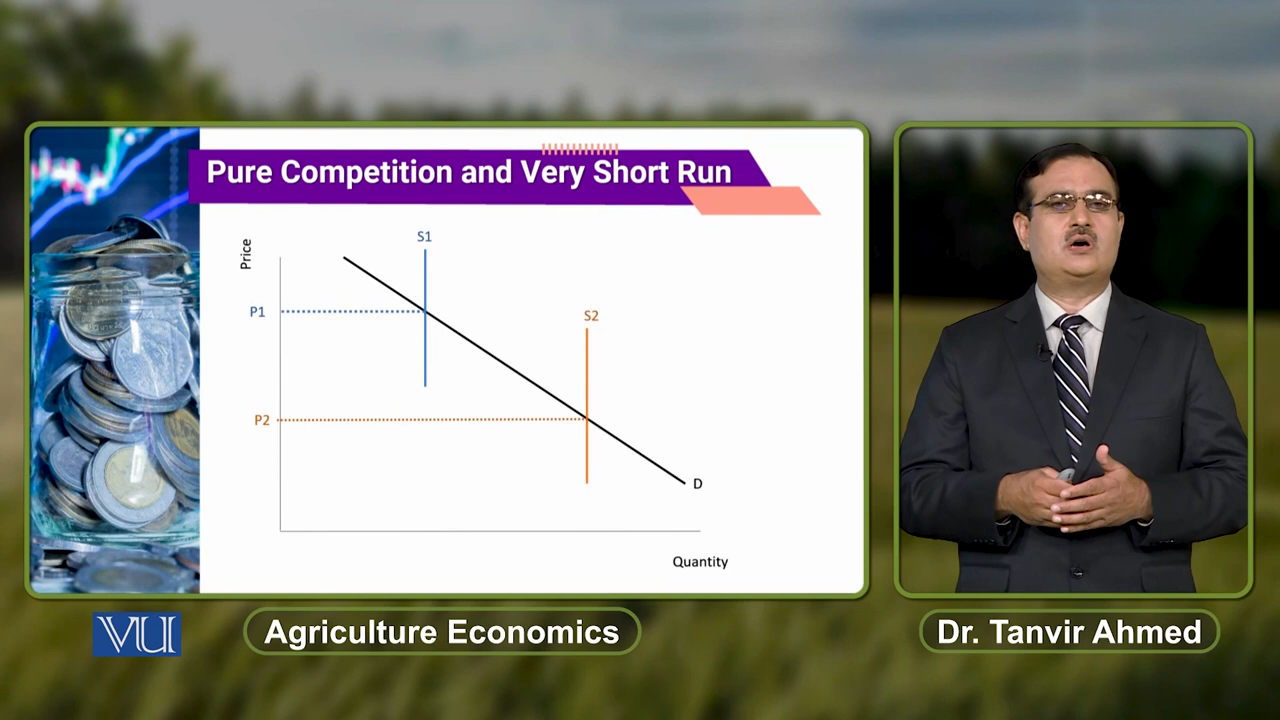 Pure Competition and Very Short Run
Price
S1
P1
S2
P2
D
Quantity
VU
Agriculture Economics
Dr. Tanvir Ahmed